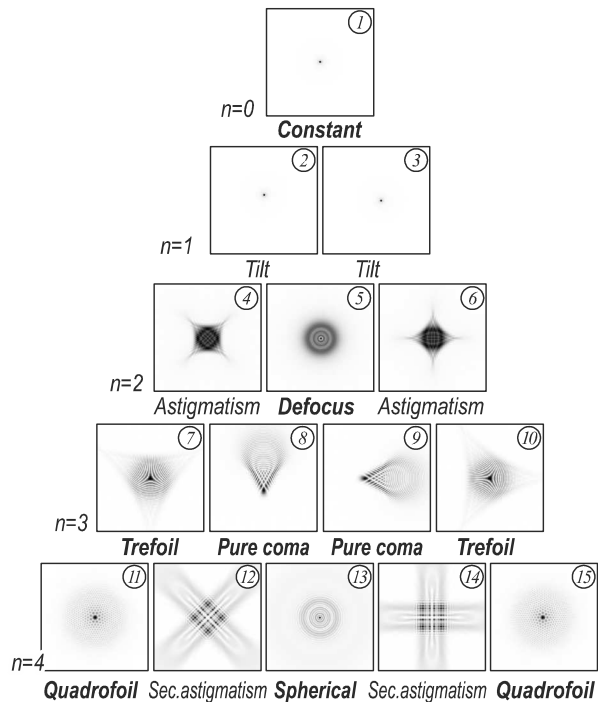 1
n=0
Constant
2 3
n=1
Tilt Tilt
4 5 6
n=2
Astigmatism Defocus Astigmatism
7 8 9 10
n=3
Trefoil Pure coma Pure coma Trefoil
11 12 13 14 15
n=4
Quadrofoil Sec.astigmatism Spherical Sec.astigmatism Quadrofoil